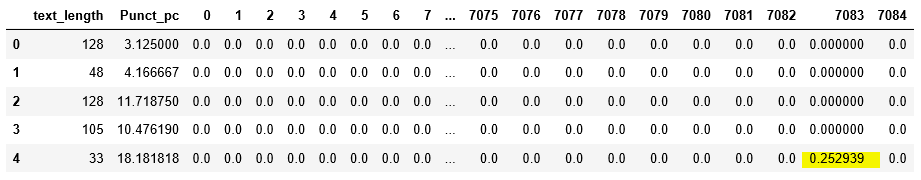 text_length Punct_pc 0 1 2 3 4 5 6 7 ... 7075 7076 7077 7078 7079 7080 7081 7082 7083 7084
0 128 3.125000 0.0 0.0 0.0 0.0 0.0 0.0 0.0 0.0 ... 0.0 0.0 0.0 0.0 0.0 0.0 0.0 0.0 0.000000 0.0
1 48 4.166667 0.0 0.0 0.0 0.0 0.0 0.0 0.0 0.0 ... 0.0 0.0 0.0 0.0 0.0 0.0 0.0 0.0 0.000000 0.0
2 128 11.718750 0.0 0.0 0.0 0.0 0.0 0.0 0.0 0.0 ... 0.0 0.0 0.0 0.0 0.0 0.0 0.0 0.0 0.000000 0.0
3 105 10.476190 0.0 0.0 0.0 0.0 0.0 0.0 0.0 0.0 ... 0.0 0.0 0.0 0.0 0.0 0.0 0.0 0.0 0.000000 0.0
4 33 18.181818 0.0 0.0 0.0 0.0 0.0 0.0 0.0 0.0 ... 0.0 0.0 0.0 0.0 0.0 0.0 0.0 0.0 0.252939 0.0